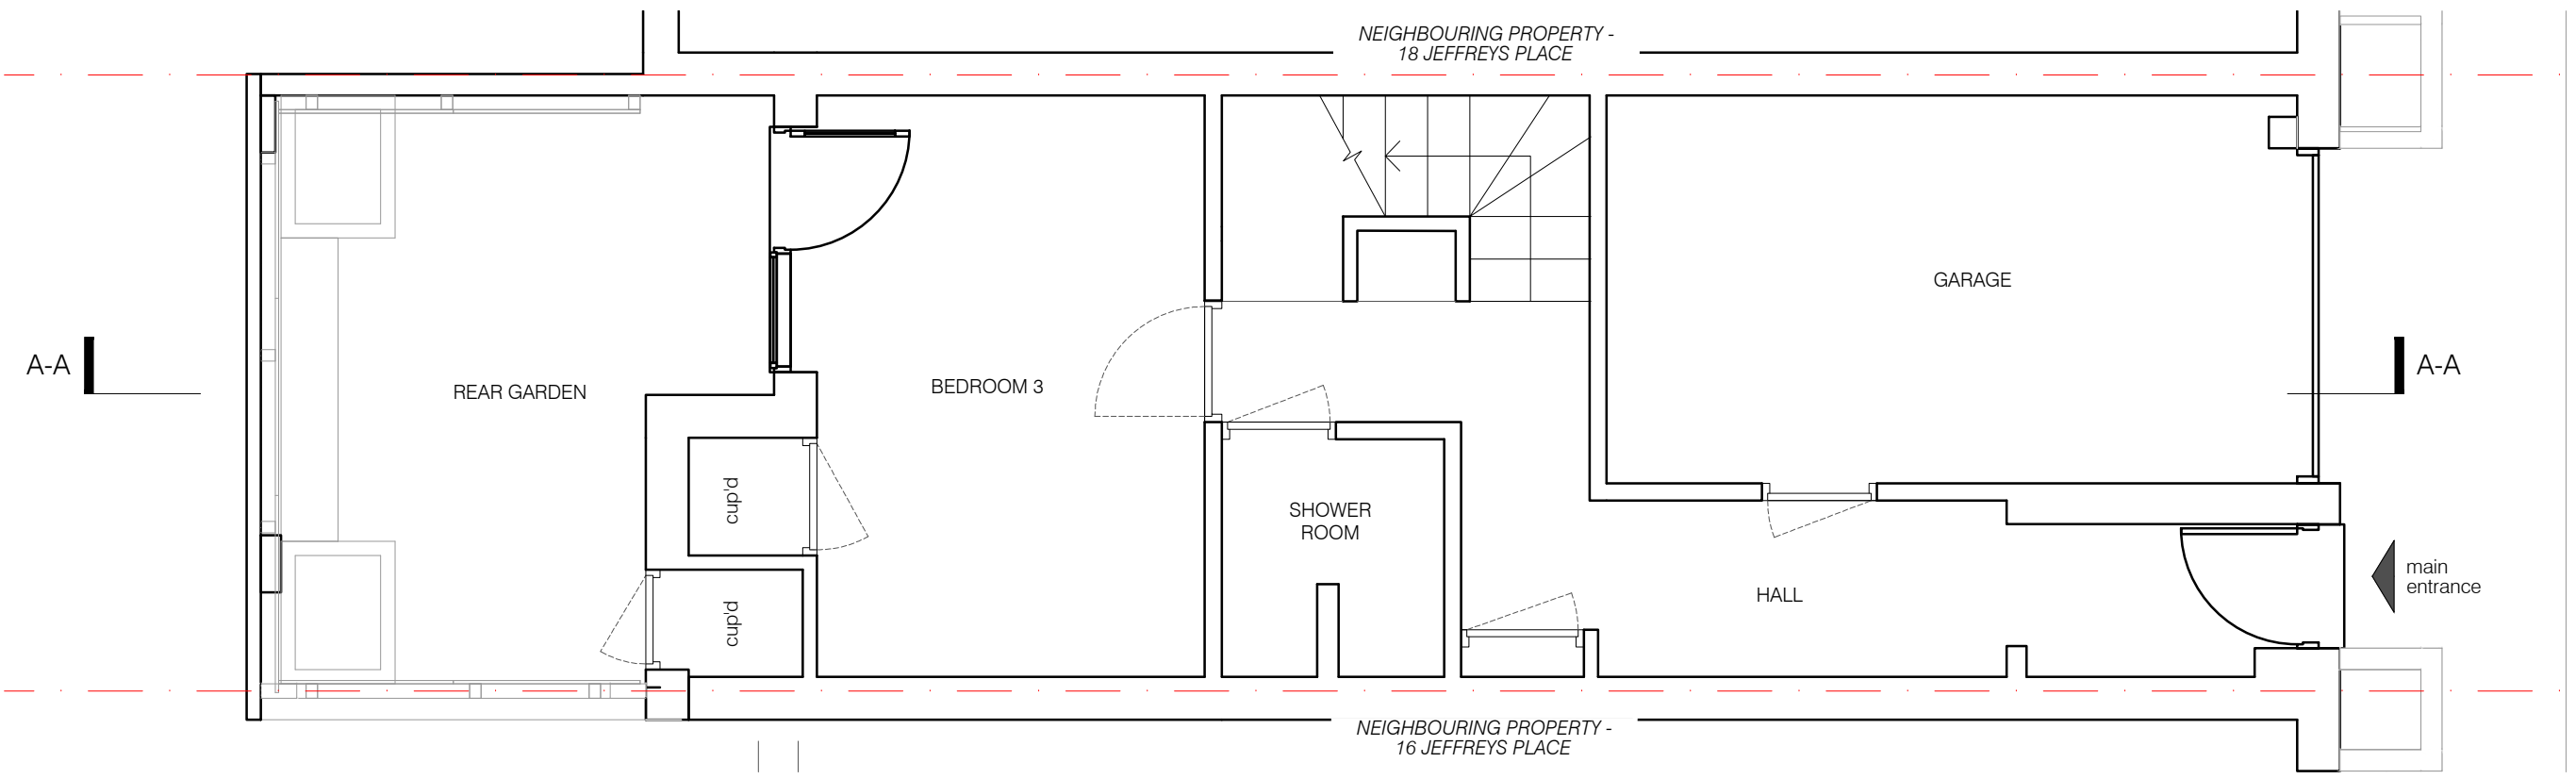 NEIGHBOURING PROPERTY -
18 JEFFREYS PLACE
GARAGE
A-A
A-A
REAR GARDEN
BEDROOM 3
cup'd
SHOWER
ROOM
main
entrance
HALL
cup'd
NEIGHBOURING PROPERTY -
16 JEFFREYS PLACE